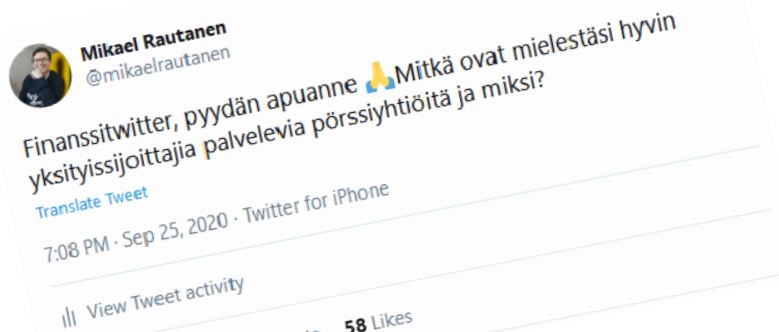 Mikael Rautanen
@mikaelrautanen
Finanssitwitter, pyydän apuanne 🙏Mitkä ovat mielestäsi hyvin
yksityissijoittajia palvelevia pörssiyhtiöitä ja miksi?
Translate Tweet
7:08 PM · Sep 25, 2020 · Twitter for iPhone
View Tweet activity
58 Likes